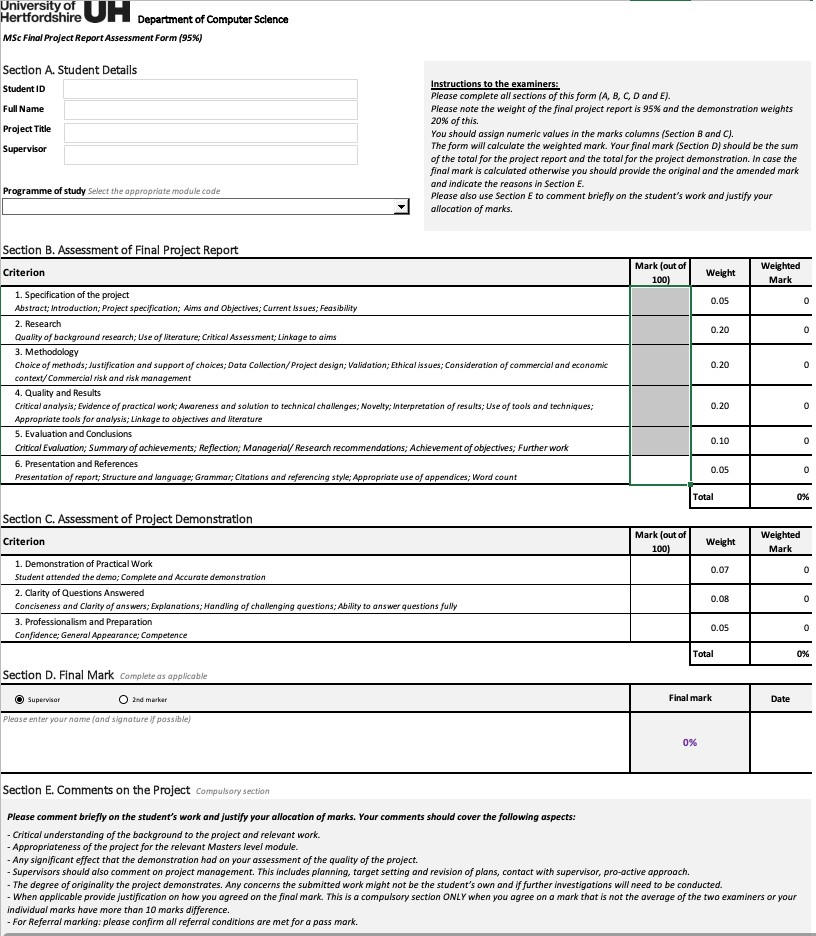 University of
Hertfordshire UH Department of Computer Science
MSc Final Project Report Assessment Form (95%)
Section A. Student Details
Student ID
Full Name
Project Title
Supervisor
Programme of study Select the appropriate module code
Instructions to the examiners:
Please complete all sections of this form (A, B, C, D and E).
Please note the weight of the final project report is 95% and the demonstration weights
20% of this.
You should assign numeric values in the marks columns (Section B and C).
The form will calculate the weighted mark. Your final mark (Section D) should be the sum
of the total for the project report and the total for the project demonstration. In case the
final mark is calculated otherwise you should provide the original and the amended mark
and indicate the reasons in Section E.
Please also use Section E to comment briefly on the student's work and justify your
allocation of marks.
Section B. Assessment of Final Project Report
Criterion
Mark (out of
100)
Weight
Weighted
Mark
1. Specification of the project
Abstract; Introduction; Project specification; Aims and Objectives; Current Issues; Feasibility
0.05 0
2. Research
Quality of background research; Use of literature; Critical Assessment; Linkage to aims
0.20 0
3. Methodology
Choice of methods; Justification and support of choices; Data Collection/ Project design; Validation; Ethical issues; Consideration of commercial and economic
context/ Commercial risk and risk management
0.20 0
4. Quality and Results
Critical analysis; Evidence of practical work; Awareness and solution to technical challenges; Novelty; Interpretation of results; Use of tools and techniques;
Appropriate tools for analysis; Linkage to objectives and literature
0.20 0
5. Evaluation and Conclusions
Critical Evaluation; Summary of achievements; Reflection; Managerial/ Research recommendations; Achievement of objectives; Further work
0.10 0
6. Presentation and References
Presentation of report; Structure and language; Grammar; Citations and referencing style; Appropriate use of appendices; Word count
0.05 0
Total 0%
Section C. Assessment of Project Demonstration
Criterion
Mark (out of
100)
Weight
Weighted
Mark
1. Demonstration of Practical Work
Student attended the demo; Complete and Accurate demonstration
0.07 0
2. Clarity of Questions Answered
Conciseness and Clarity of answers; Explanations; Handling of challenging questions; Ability to answer questions fully
0.08 0
3. Professionalism and Preparation
Confidence; General Appearance; Competence
0.05 0
Total 0%
Section D. Final Mark Complete as applicable
Supervisor 2nd marker Final mark Date
Please enter your name (and signature if possible)
0%
Section E. Comments on the Project Compulsory section
Please comment briefly on the student's work and justify your allocation of marks. Your comments should cover the following aspects:
- Critical understanding of the background to the project and relevant work.
- Appropriateness of the project for the relevant Masters level module.
- Any significant effect that the demonstration had on your assessment of the quality of the project.
- Supervisors should also comment on project management. This includes planning, target setting and revision of plans, contact with supervisor, pro-active approach.
- The degree of originality the project demonstrates. Any concerns the submitted work might not be the student's own and if further investigations will need to be conducted.
- When applicable provide justification on how you agreed on the final mark. This is a compulsory section ONLY when you agree on a mark that is not the average of the two examiners or your
individual marks have more than 10 marks difference.
- For Referral marking: please confirm all referral conditions are met for a pass mark.